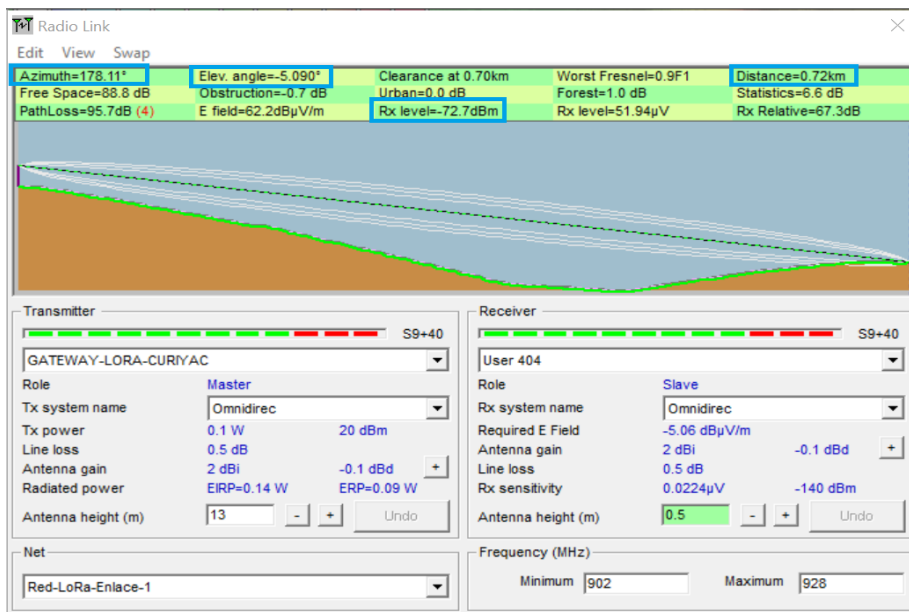 Radio Link
Edit View Swap
Azimuth=178.11° Elev. angle=-5.090° Clearance at 0.70km Worst Fresnel=0.9F1 Distance=0.72km
Free Space=88.8 dB Obstruction=-0.7 dB Urban=0.0 dB Forest=1.0 dB Statistics=6.6 dB
PathLoss=95.7dB (4) E field=62.2dBµV/m Rx level=-72.7dBm Rx level=51.94µV Rx Relative=67.3dB
Transmitter
S9+40
GATEWAY-LORA-CURIYAC
Role Master
Tx system name Omnidirec
Tx power 0.1 W 20 dBm
Line loss 0.5 dB
Antenna gain 2 dBi -0.1 dBd +
Radiated power EIRP=0.14 W ERP=0.09 W
Antenna height (m) 13 - + Undo
Net
Red-LoRa-Enlace-1
Receiver
S9+40
User 404
Role Slave
Rx system name Omnidirec
Required E Field -5.06 dBµV/m
Antenna gain 2 dBi -0.1 dBd +
Line loss 0.5 dB
Rx sensitivity 0.0224µV -140 dBm
Antenna height (m) 0.5 - + Undo
Frequency (MHz)
Minimum 902 Maximum 928